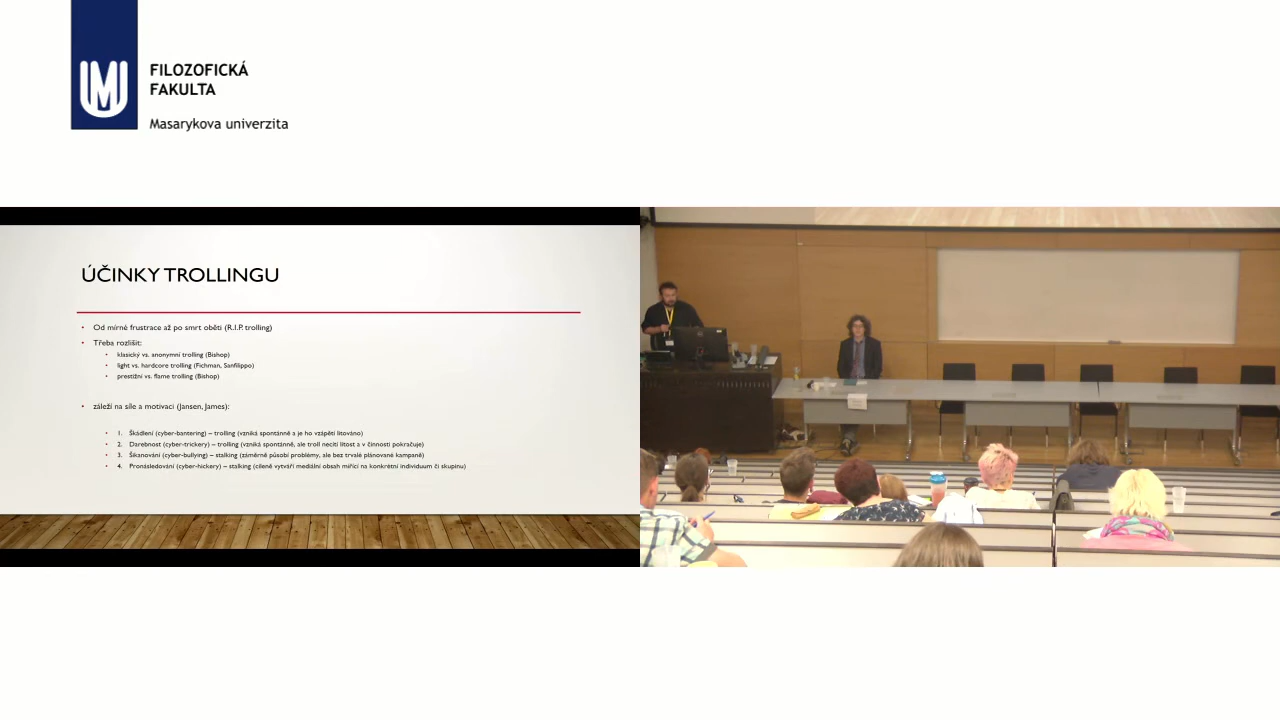 FILOZOFICKÁ
FAKULTA
Masarykova univerzita
ÚČINKY TROLLINGU
• Od mírné frustrace až po smrt oběti (R.I.P. trolling)
• Třeba rozlišit:
• klasický vs. anonymní trolling (Bishop)
• light vs. hardcore trolling (Fichman, Sanfilippo)
• prestižní vs. flame trolling (Bishop)
• záleží na síle a motivaci (Jansen, James):
• 1. Škádlení (cyber-bantering) – trolling (vzniká spontánně a je ho vzápětí litováno)
• 2. Darebnost (cyber-trickery) – trolling (vzniká spontánně, ale troll necítí lítost a v činnosti pokračuje)
• 3. Šikanování (cyber-bullying) – stalking (záměrně působí problémy, ale bez trvalé plánované kampaně)
• 4. Pronásledování (cyber-hickery) – stalking (cíleně vytváří mediální obsah mířící na konkrétní individuum či skupinu)